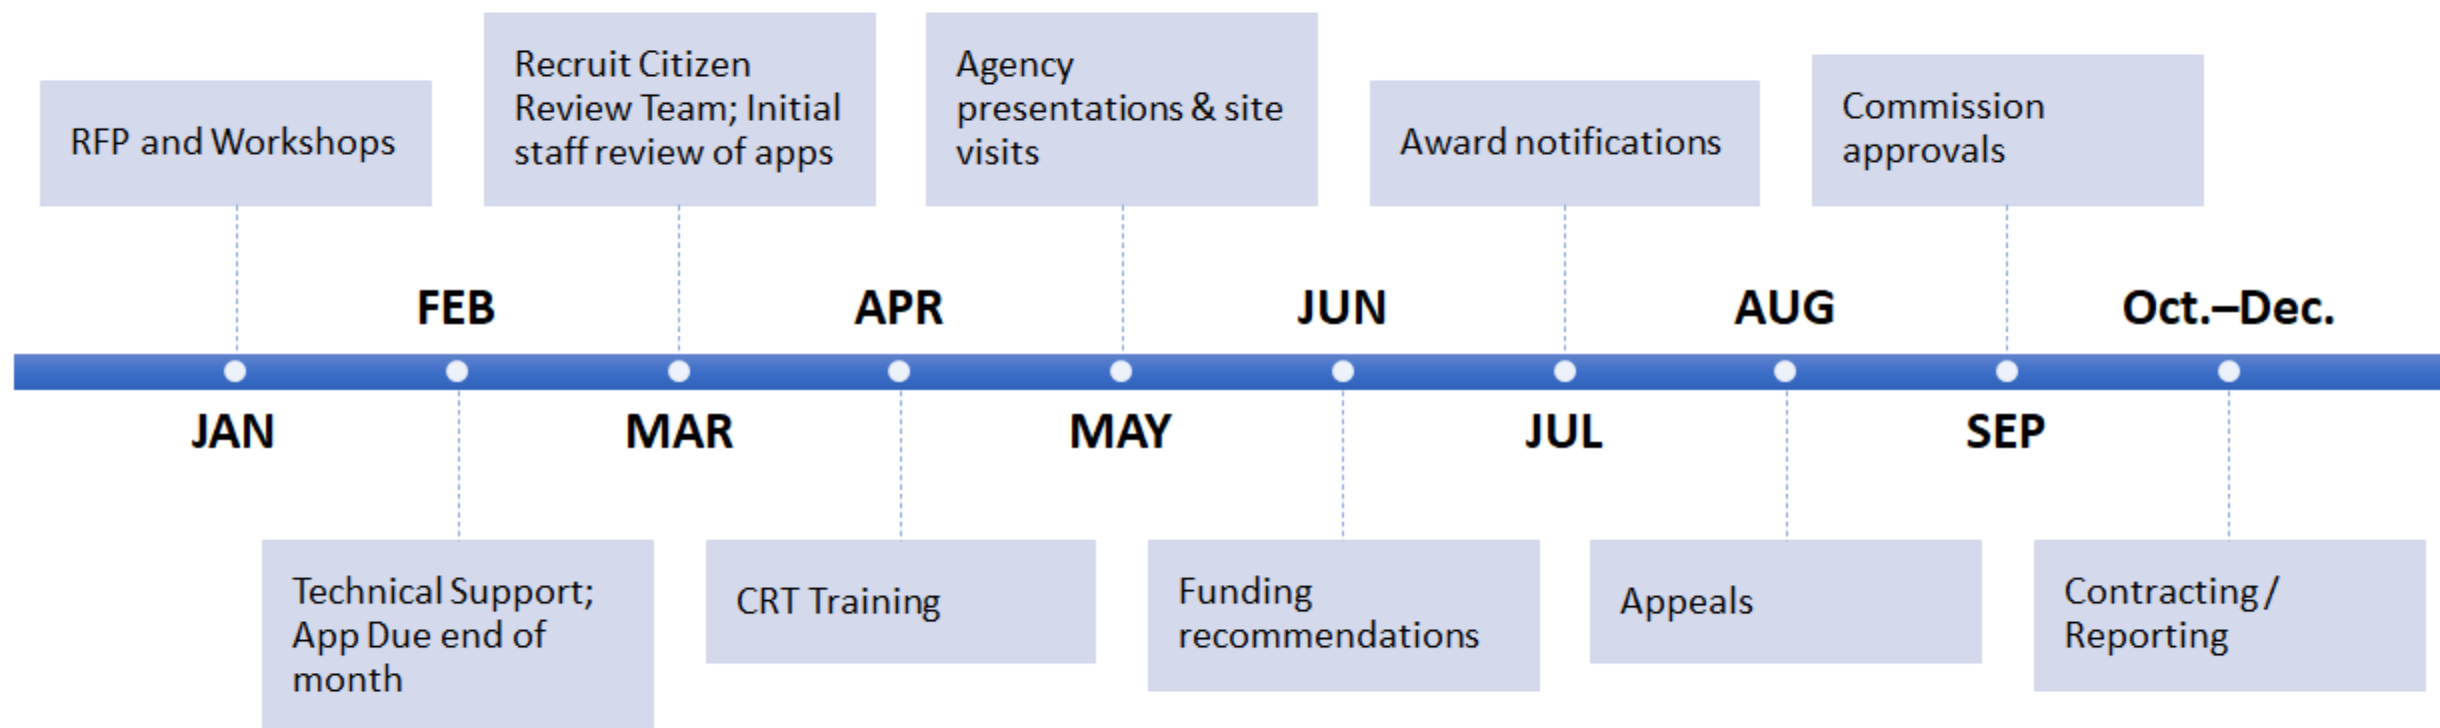 RFP and Workshops
Recruit Citizen
Review Team; Initial
staff review of apps
Agency
presentations & site
visits
Award notifications
Commission
approvals
FEB
APR
JUN
AUG
Oct.–Dec.
JAN
MAR
MAY
JUL
SEP
Technical Support;
App Due end of
month
CRT Training
Funding
recommendations
Appeals
Contracting /
Reporting